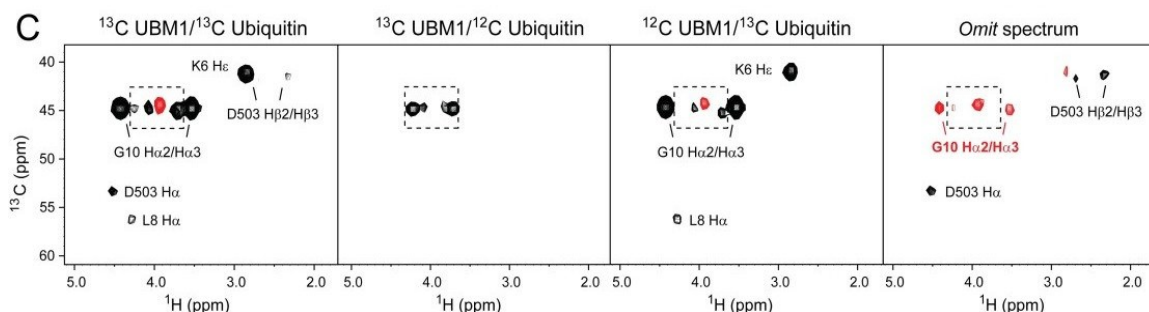 C
¹³C UBM1/¹³C Ubiquitin
¹³C UBM1/¹²C Ubiquitin
¹²C UBM1/¹³C Ubiquitin
Omit spectrum
¹³C (ppm)
40
45
50
55
60
K6 Hε
D503 Hβ2/Hβ3
G10 Hα2/Hα3
D503 Hα
L8 Hα
K6 Hε
G10 Hα2/Hα3
L8 Hα
D503 Hβ2/Hβ3
G10 Hα2/Hα3
D503 Hα
5.0 4.0 3.0 2.0
5.0 4.0 3.0 2.0
5.0 4.0 3.0 2.0
5.0 4.0 3.0 2.0
¹H (ppm)
¹H (ppm)
¹H (ppm)
¹H (ppm)